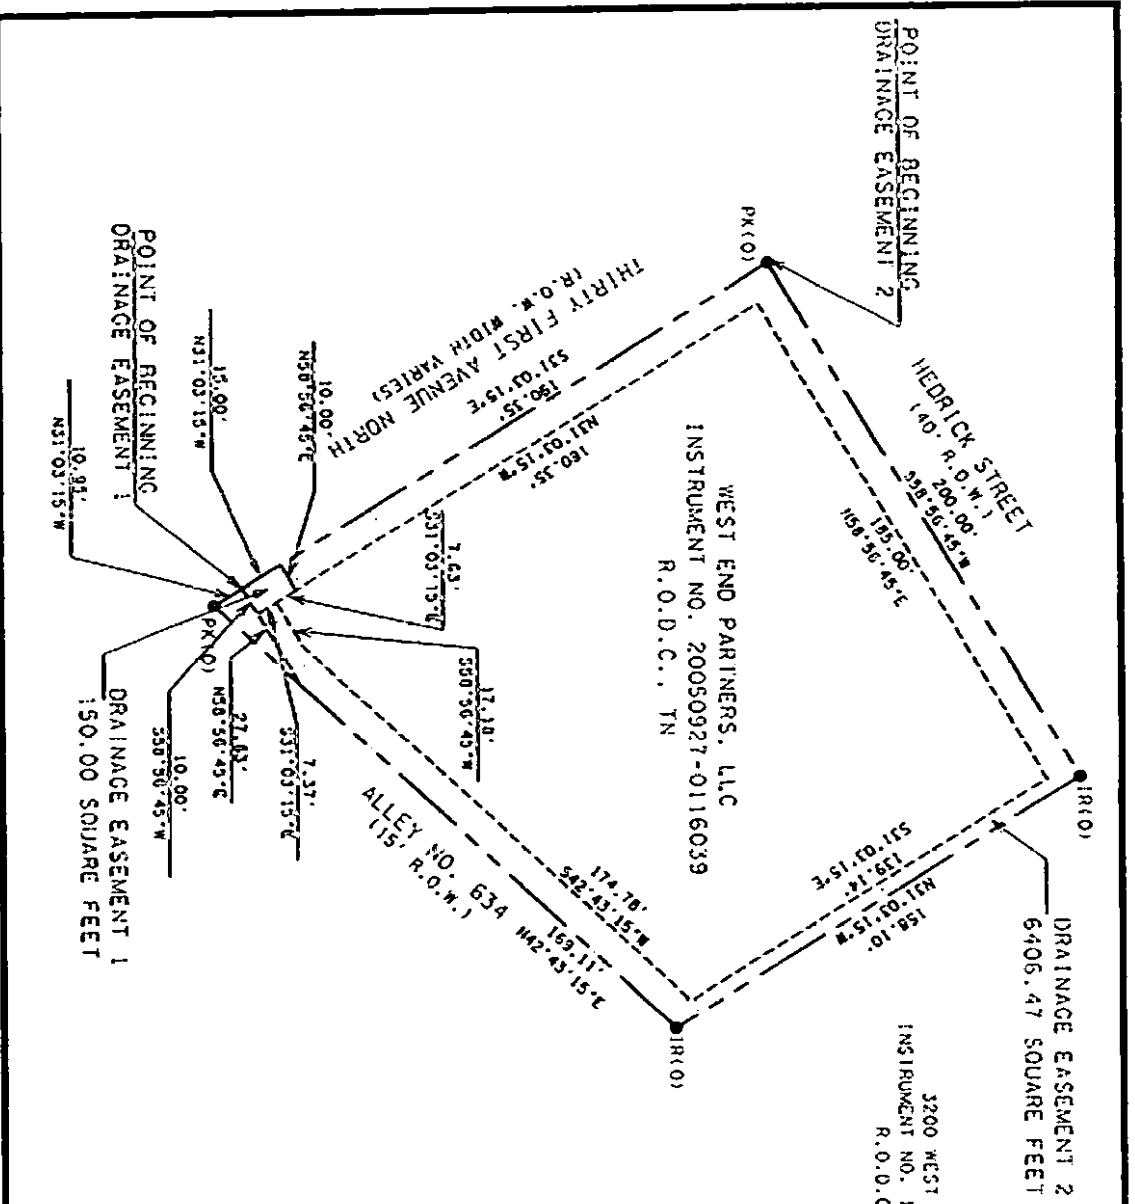 POINT OF BEGINNING
DRAINAGE EASEMENT 2
PK(O)
HEDRICK STREET
(40' R.O.W.)
200.00'
S58°56'45"W
185.00'
N58°56'45"E
IR(O)
DRAINAGE EASEMENT 2
6406.47 SQUARE FEET
THIRTY FIRST AVENUE NORTH
(R.O.W. WIDTH VARIES)
S31°03'15"E
190.35'
N31°03'15"W
160.35'
WEST END PARTNERS, LLC
INSTRUMENT NO. 20050927-0116039
R.O.D.C., TN
S31°03'15"E
139.14'
N31°03'15"W
158.10'
3200 WEST
INSTRUMENT NO.
R.O.D.C
IR(O)
174.78'
S42°43'15"W
169.11'
N42°43'15"E
ALLEY NO. 634
(15' R.O.W.)
10.00'
N58°56'45"E
15.00'
N31°03'15"W
POINT OF BEGINNING
DRAINAGE EASEMENT 1
10.95'
N31°03'15"W
7.63'
S31°03'15"E
17.10'
S58°56'45"W
7.37'
S31°03'15"E
27.63'
N58°56'45"E
10.00'
S58°56'45"W
PK(O)
DRAINAGE EASEMENT 1
150.00 SQUARE FEET